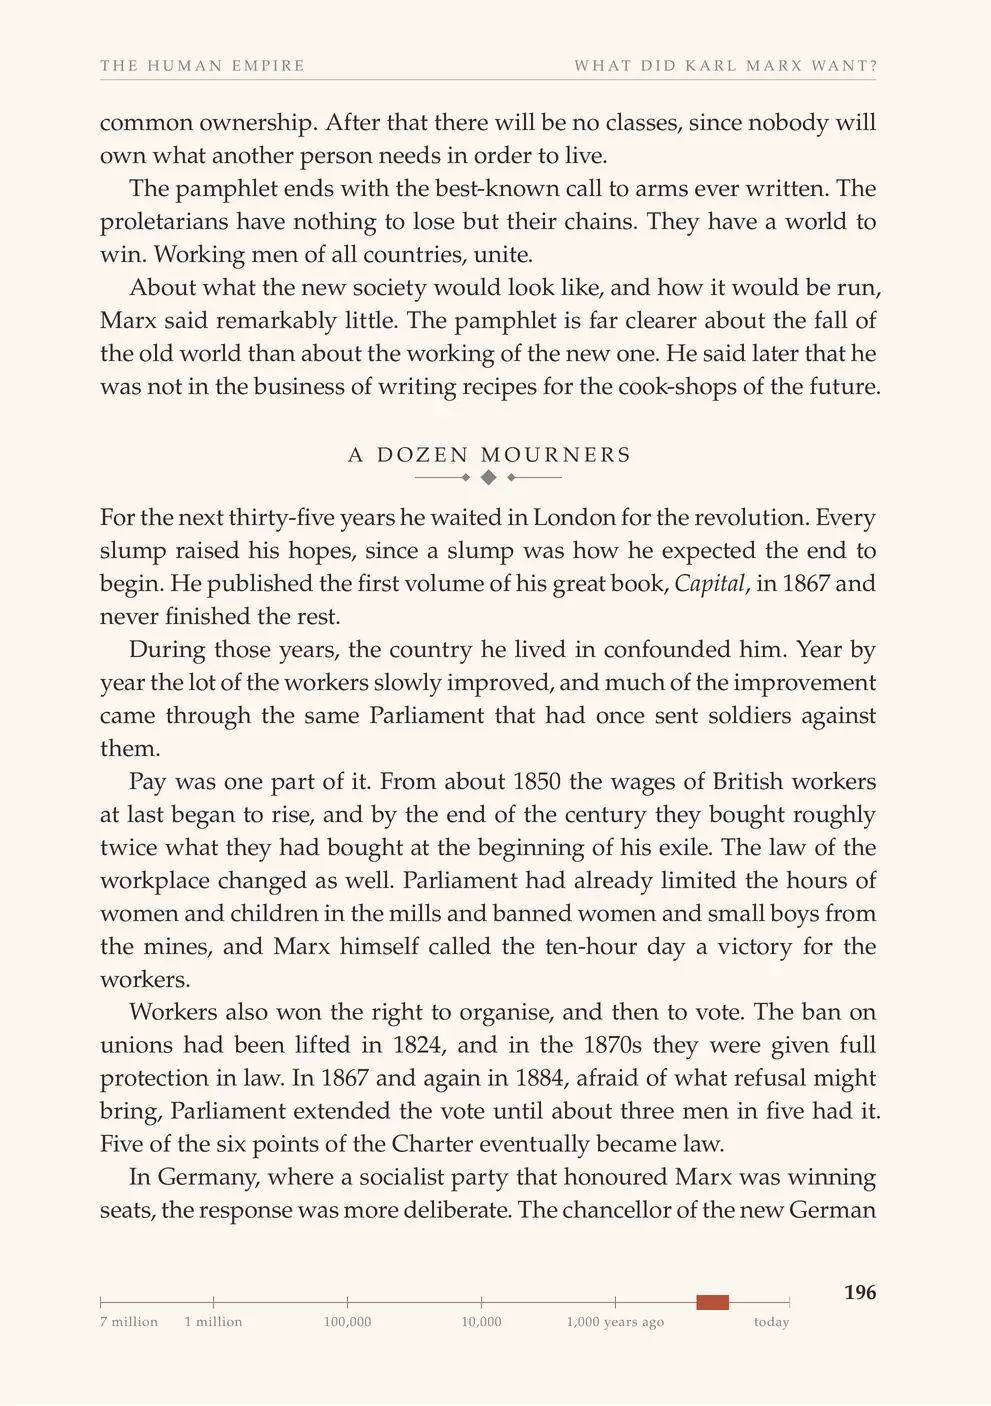 THE HUMAN EMPIRE
WHAT DID KARL MARX WANT?
common ownership. After that there will be no classes, since nobody will
own what another person needs in order to live.
The pamphlet ends with the best-known call to arms ever written. The
proletarians have nothing to lose but their chains. They have a world to
win. Working men of all countries, unite.
About what the new society would look like, and how it would be run,
Marx said remarkably little. The pamphlet is far clearer about the fall of
the old world than about the working of the new one. He said later that he
was not in the business of writing recipes for the cook-shops of the future.
A DOZEN MOURNERS
For the next thirty-five years he waited in London for the revolution. Every
slump raised his hopes, since a slump was how he expected the end to
begin. He published the first volume of his great book, Capital, in 1867 and
never finished the rest.
During those years, the country he lived in confounded him. Year by
year the lot of the workers slowly improved, and much of the improvement
came through the same Parliament that had once sent soldiers against
them.
Pay was one part of it. From about 1850 the wages of British workers
at last began to rise, and by the end of the century they bought roughly
twice what they had bought at the beginning of his exile. The law of the
workplace changed as well. Parliament had already limited the hours of
women and children in the mills and banned women and small boys from
the mines, and Marx himself called the ten-hour day a victory for the
workers.
Workers also won the right to organise, and then to vote. The ban on
unions had been lifted in 1824, and in the 1870s they were given full
protection in law. In 1867 and again in 1884, afraid of what refusal might
bring, Parliament extended the vote until about three men in five had it.
Five of the six points of the Charter eventually became law.
In Germany, where a socialist party that honoured Marx was winning
seats, the response was more deliberate. The chancellor of the new German
196
7 million 1 million 100,000 10,000 1,000 years ago today